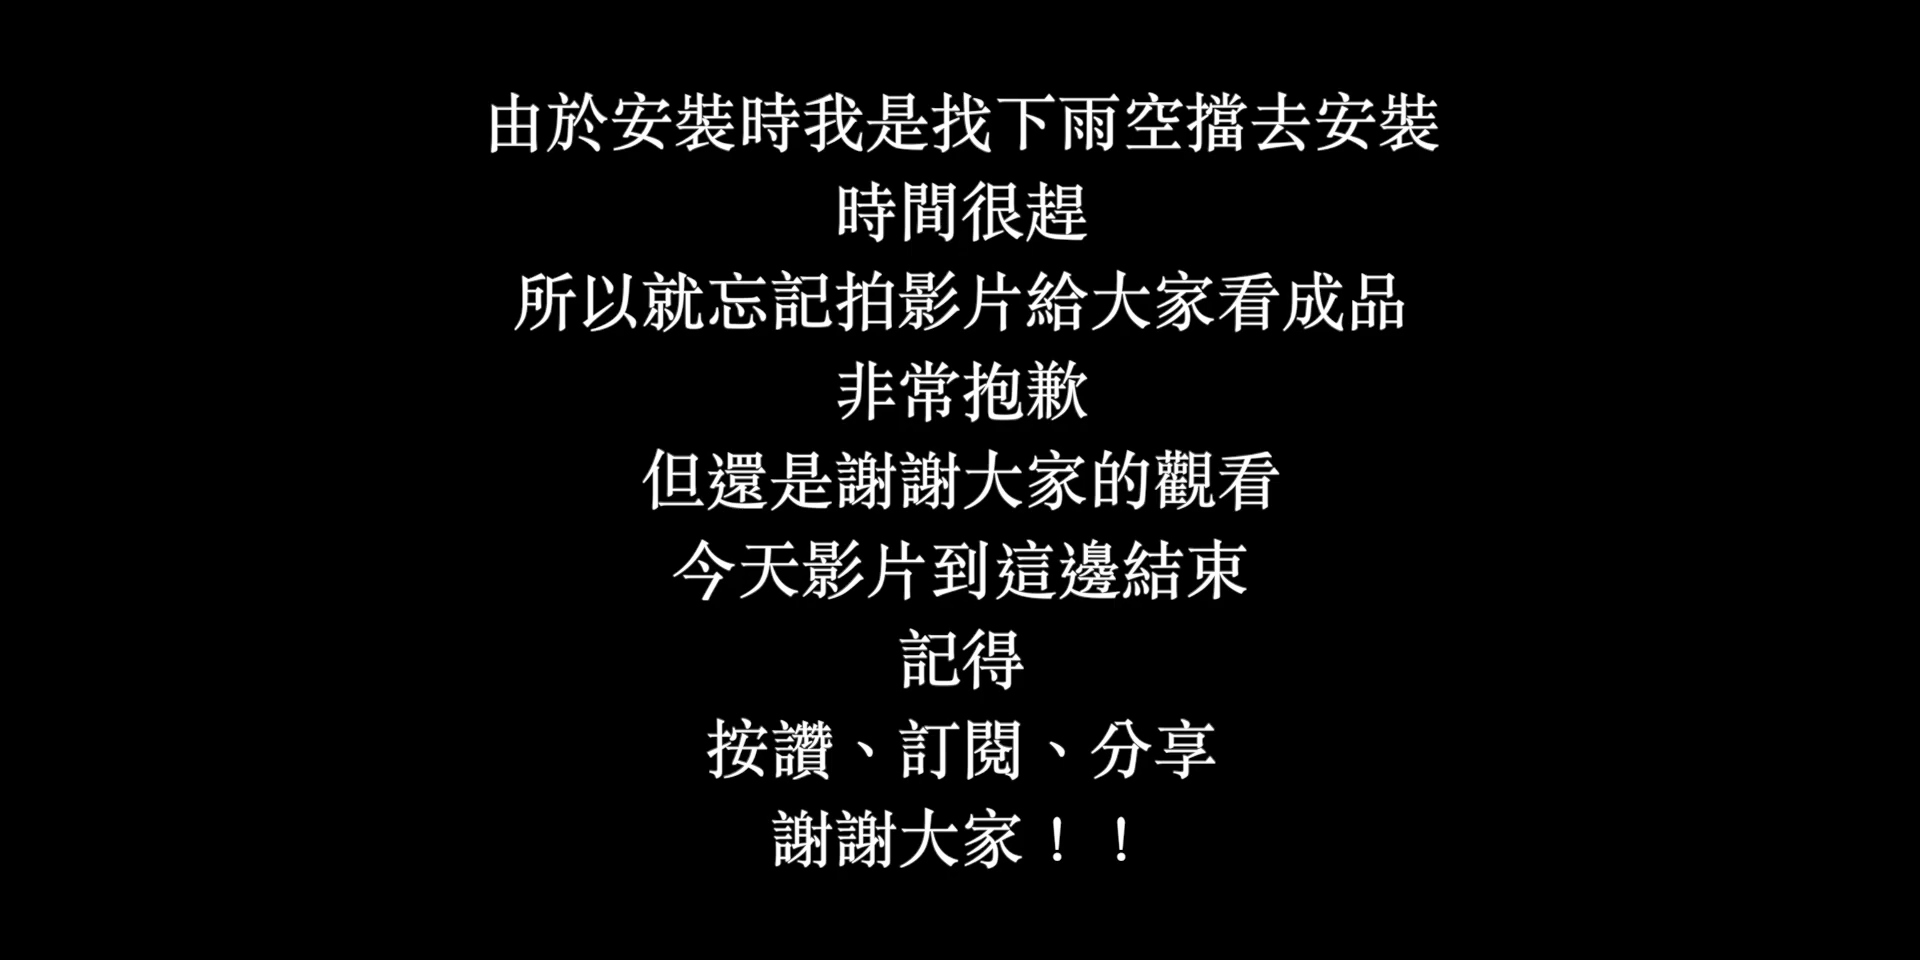 由於安裝時我是找下雨空擋去安裝
時間很趕
所以就忘記拍影片給大家看成品
非常抱歉
但還是謝謝大家的觀看
今天影片到這邊結束
記得
按讚、訂閱、分享
謝謝大家！！